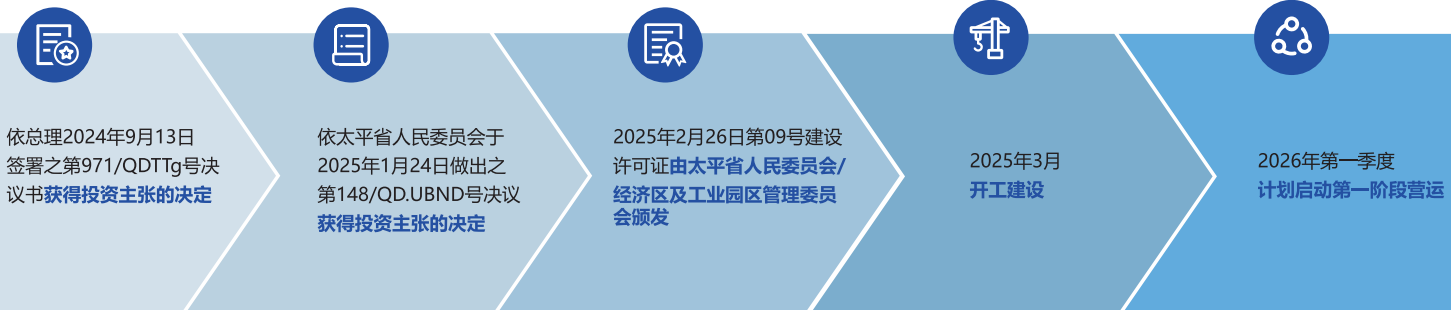 依总理2024年9月13日
签署之第971/QDTTg号决
议书获得投资主张的决定
依太平省人民委员会于
2025年1月24日做出之
第148/QD.UBND号决议
获得投资主张的决定
2025年2月26日第09号建设
许可证由太平省人民委员会/
经济区及工业园区管理委员
会颁发
2025年3月
开工建设
2026年第一季度
计划启动第一阶段营运